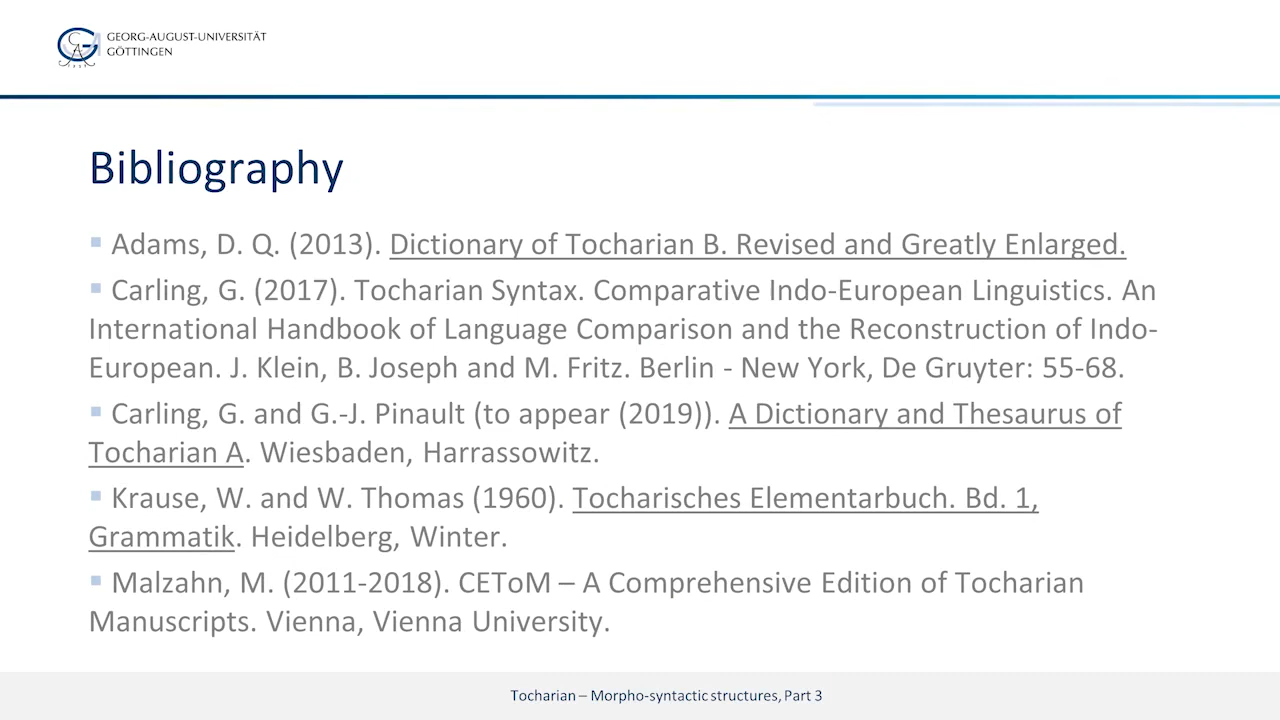 GEORG-AUGUST-UNIVERSITÄT
GÖTTINGEN
Bibliography
▪ Adams, D. Q. (2013). Dictionary of Tocharian B. Revised and Greatly Enlarged.
▪ Carling, G. (2017). Tocharian Syntax. Comparative Indo-European Linguistics. An
International Handbook of Language Comparison and the Reconstruction of Indo-
European. J. Klein, B. Joseph and M. Fritz. Berlin - New York, De Gruyter: 55-68.
▪ Carling, G. and G.-J. Pinault (to appear (2019)). A Dictionary and Thesaurus of
Tocharian A. Wiesbaden, Harrassowitz.
▪ Krause, W. and W. Thomas (1960). Tocharisches Elementarbuch. Bd. 1,
Grammatik. Heidelberg, Winter.
▪ Malzahn, M. (2011-2018). CEToM – A Comprehensive Edition of Tocharian
Manuscripts. Vienna, Vienna University.
Tocharian – Morpho-syntactic structures, Part 3